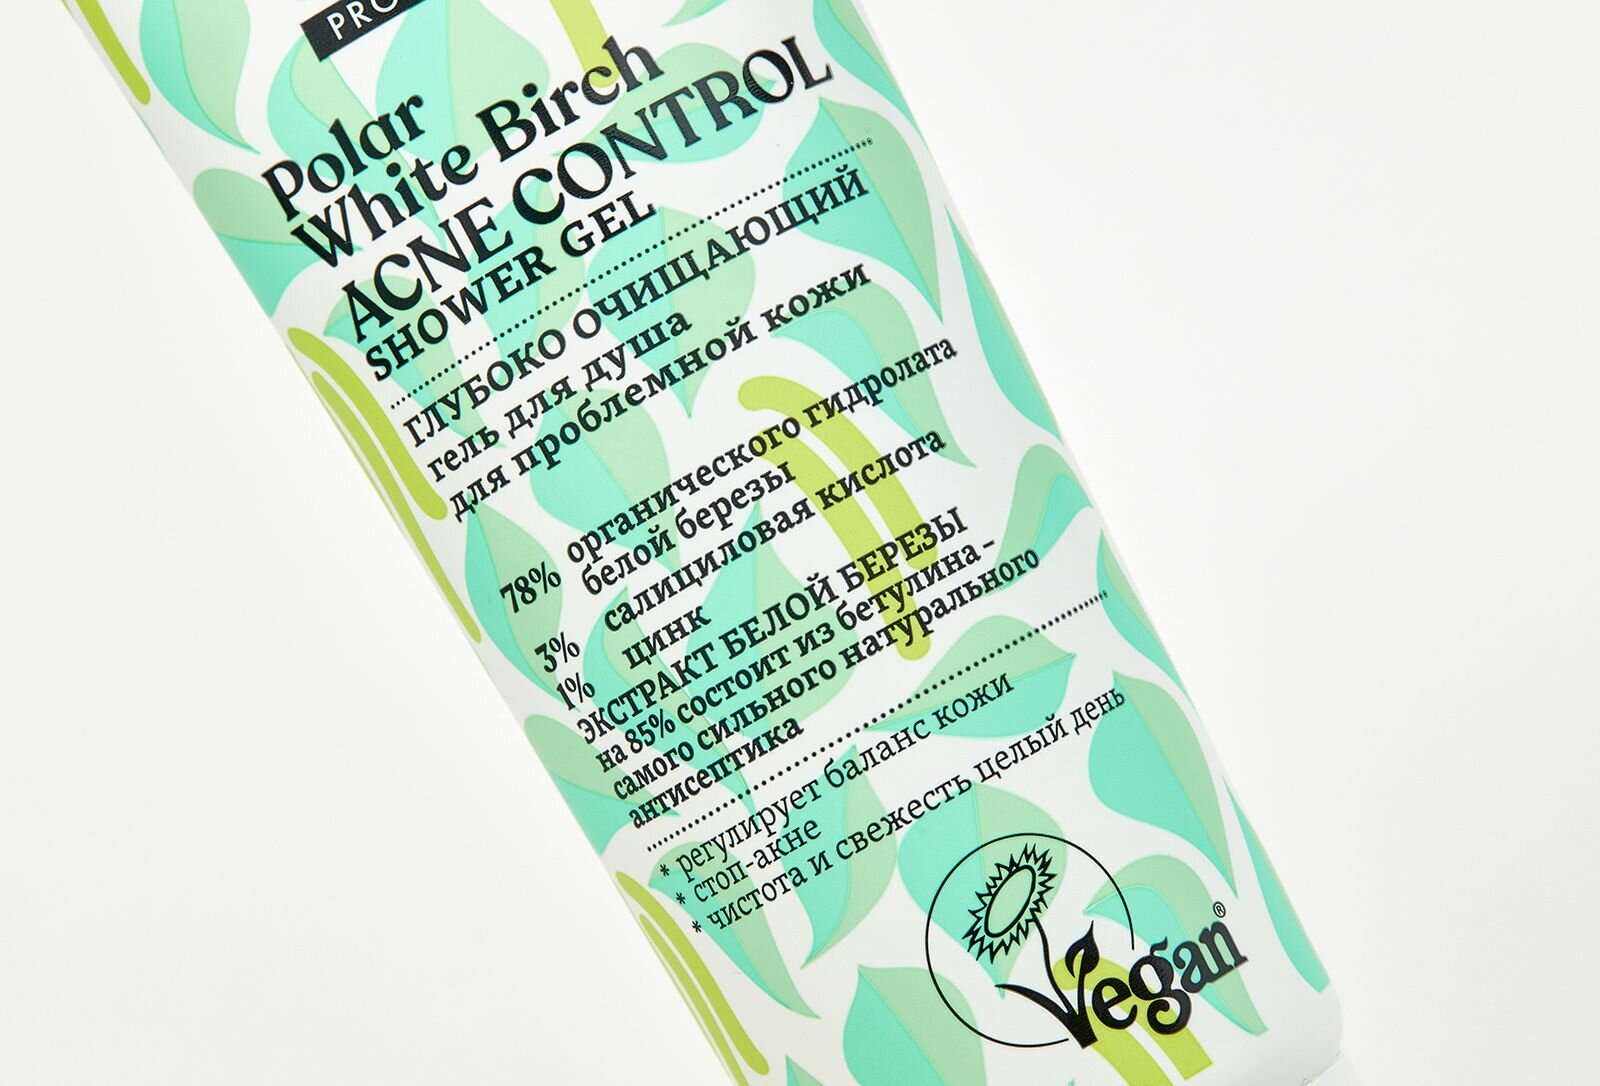 Polar
White Birch
ACNE CONTROL
SHOWER GEL
ГЛУБОКО ОЧИЩАЮЩИЙ
гель для душа
для проблемной кожи
78% органического гидролата
белой березы
3% салициловая кислота
1% цинк
ЭКСТРАКТ БЕЛОЙ БЕРЕЗЫ
на 85% состоит из бетулина –
самого сильного натурального
антисептика
* регулирует баланс кожи
* стоп-акне
* чистота и свежесть целый день
Vegan®